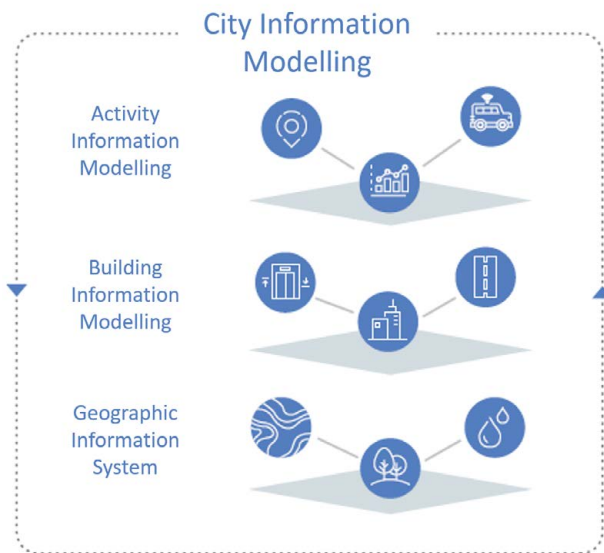 City Information
Modelling
Activity
Information
Modelling
Building
Information
Modelling
Geographic
Information
System